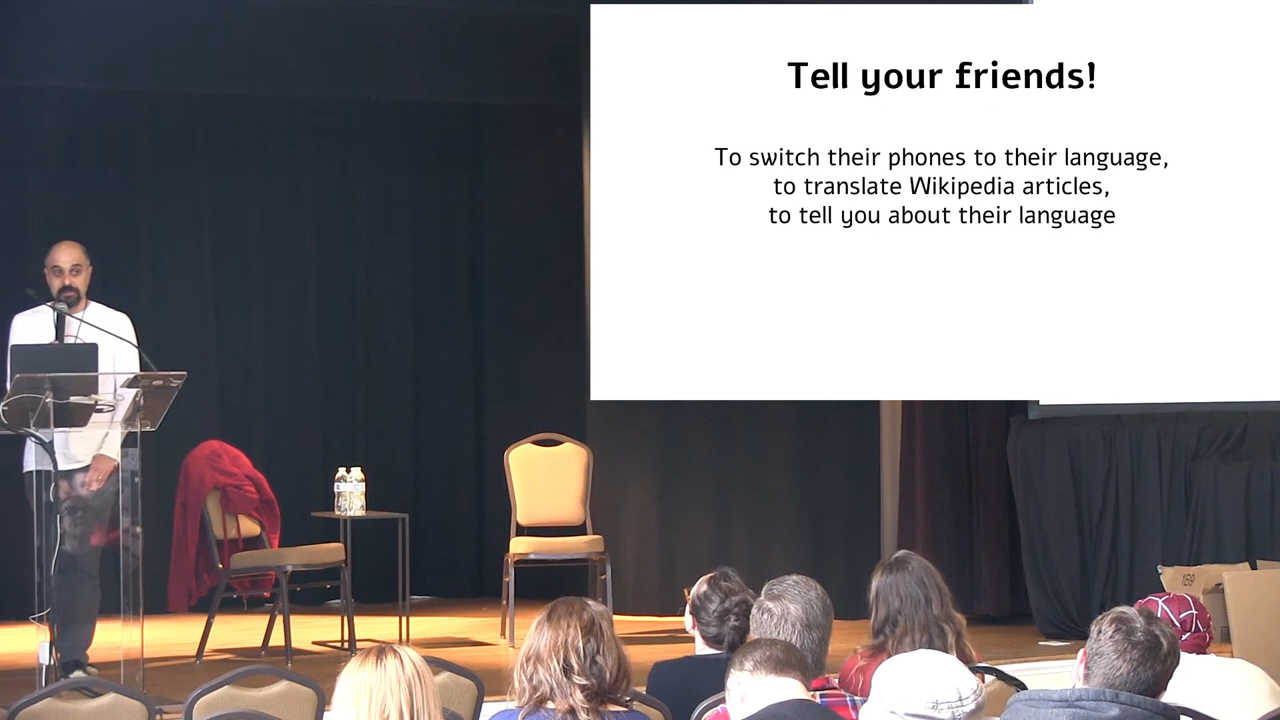 Tell your friends!
To switch their phones to their language,
to translate Wikipedia articles,
to tell you about their language